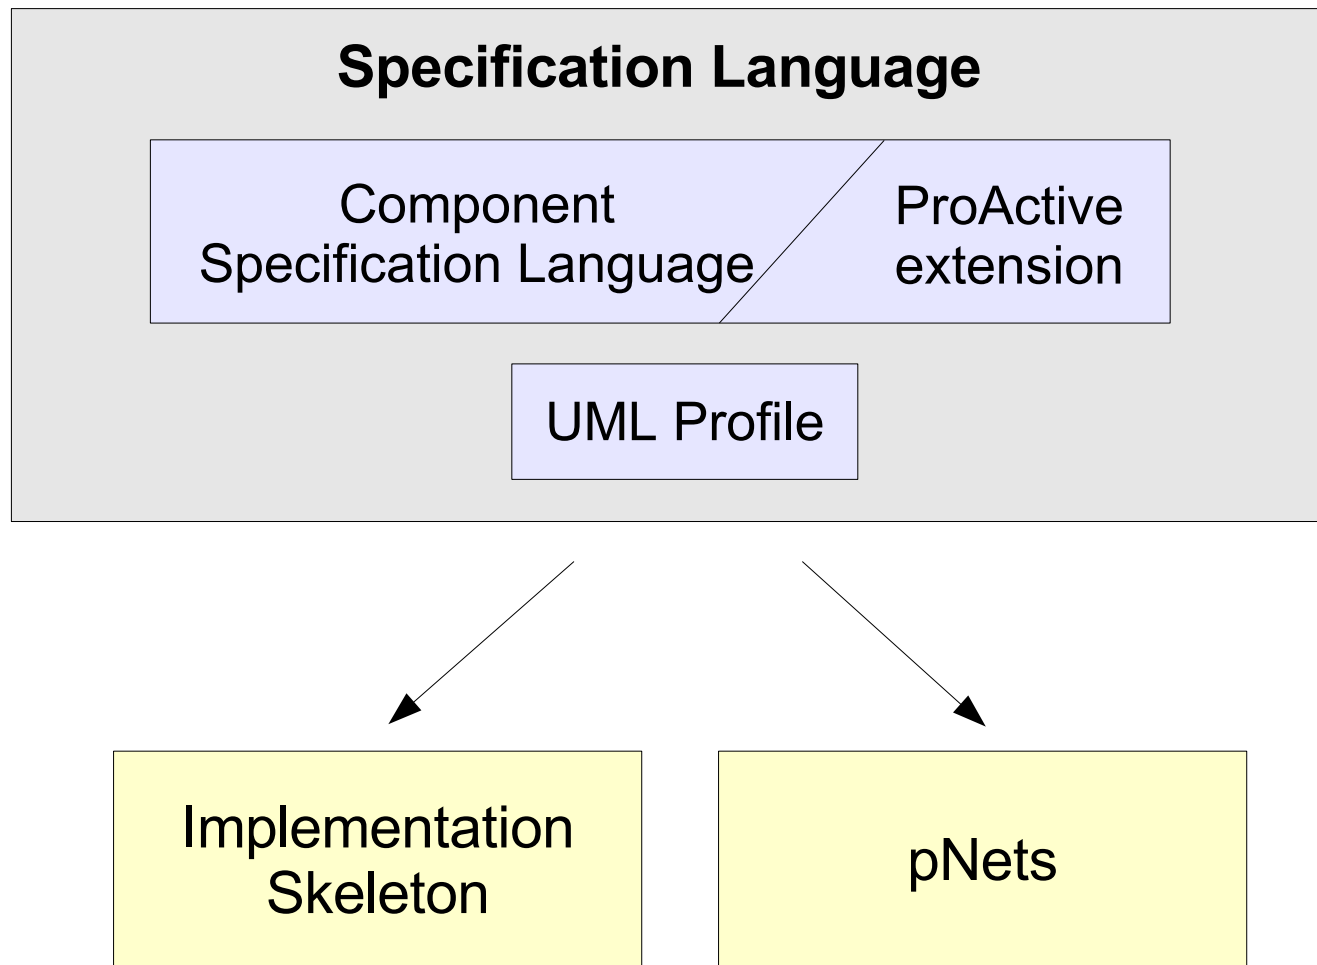 Specification Language
Component
Specification Language
ProActive
extension
UML Profile
Implementation
Skeleton
pNets